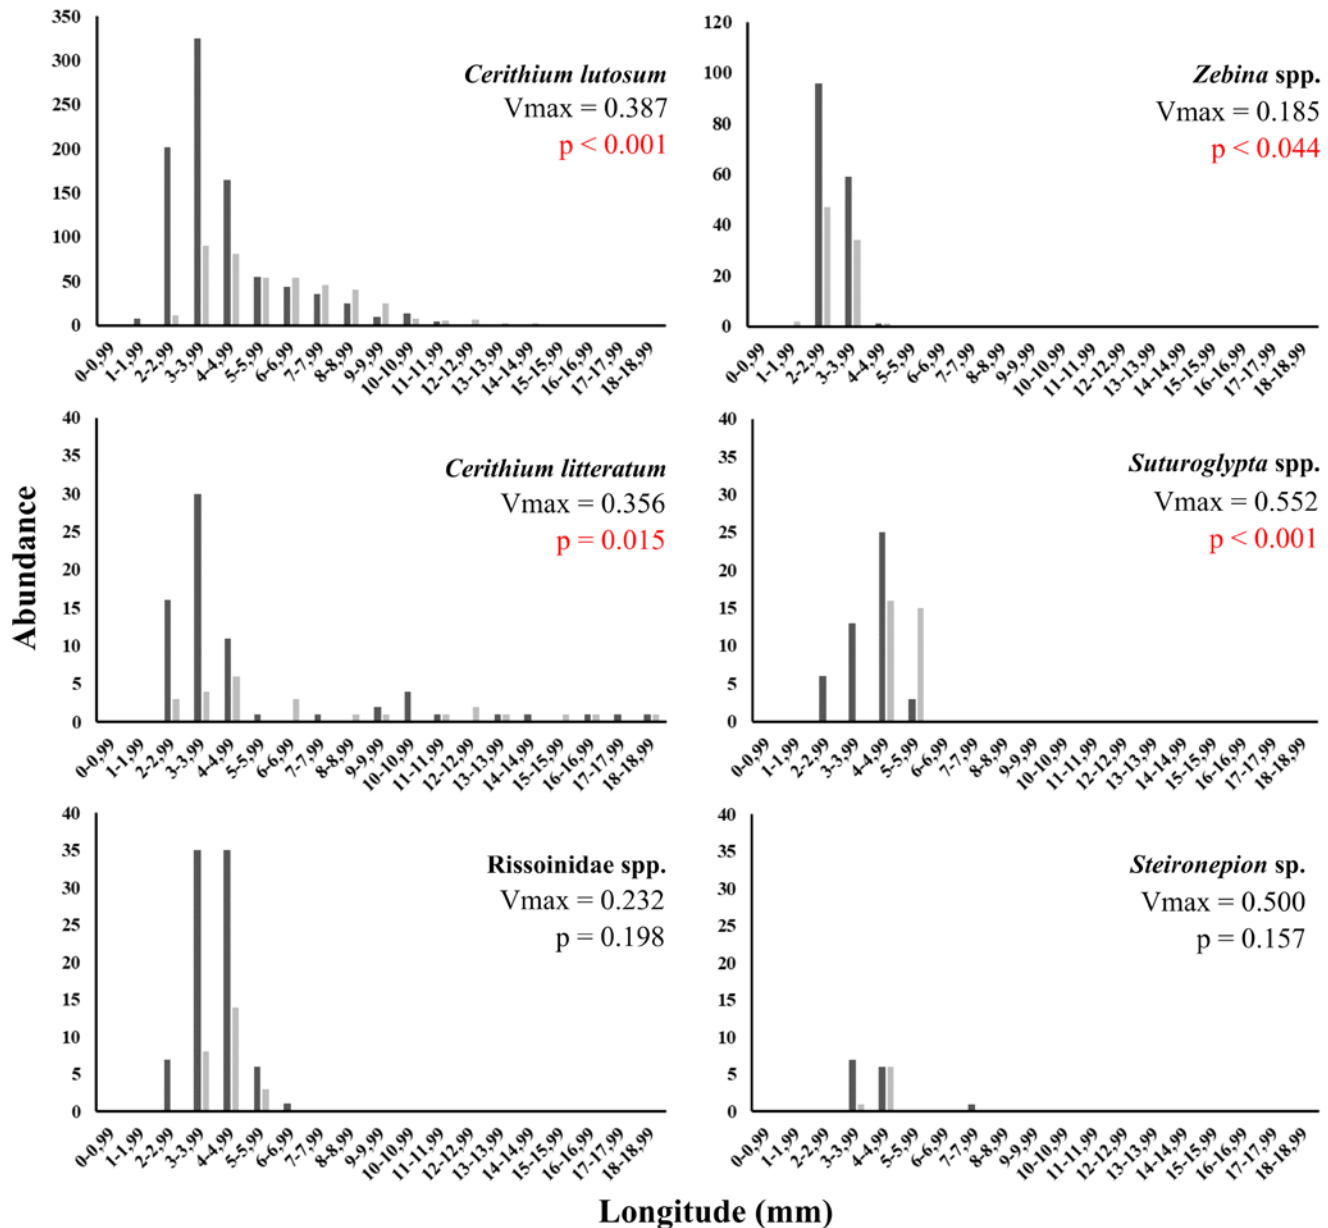 350
300
250
200
150
100
50
0
Cerithium lutosum
Vmax = 0.387
p < 0.001
0-0,99 1-1,99 2-2,99 3-3,99 4-4,99 5-5,99 6-6,99 7-7,99 8-8,99 9-9,99 10-10,99 11-11,99 12-12,99 13-13,99 14-14,99 15-15,99 16-16,99 17-17,99 18-18,99
120
100
80
60
40
20
0
Zebina spp.
Vmax = 0.185
p < 0.044
0-0,99 1-1,99 2-2,99 3-3,99 4-4,99 5-5,99 6-6,99 7-7,99 8-8,99 9-9,99 10-10,99 11-11,99 12-12,99 13-13,99 14-14,99 15-15,99 16-16,99 17-17,99 18-18,99
Abundance
40
35
30
25
20
15
10
5
0
Cerithium litteratum
Vmax = 0.356
p = 0.015
0-0,99 1-1,99 2-2,99 3-3,99 4-4,99 5-5,99 6-6,99 7-7,99 8-8,99 9-9,99 10-10,99 11-11,99 12-12,99 13-13,99 14-14,99 15-15,99 16-16,99 17-17,99 18-18,99
40
35
30
25
20
15
10
5
0
Suturoglypta spp.
Vmax = 0.552
p < 0.001
0-0,99 1-1,99 2-2,99 3-3,99 4-4,99 5-5,99 7-7,99 8-8,99 9-9,99 10-10,99 11-11,99 12-12,99 13-13,99 14-14,99 15-15,99 16-16,99 17-17,99 18-18,99
40
35
30
25
20
15
10
5
0
Rissoinidae spp.
Vmax = 0.232
p = 0.198
0-0,99 1-1,99 2-2,99 3-3,99 4-4,99 5-5,99 6-6,99 7-7,99 8-8,99 9-9,99 10-10,99 11-11,99 12-12,99 13-13,99 14-14,99 15-15,99 16-16,99 17-17,99 18-18,99
40
35
30
25
20
15
10
5
0
Steironepion sp.
Vmax = 0.500
p = 0.157
0-0,99 1-1,99 2-2,99 3-3,99 4-4,99 5-5,99 6-6,99 7-7,99 8-8,99 9-9,99 10-10,99 11-11,99 12-12,99 13-13,99 14-14,99 15-15,99 16-16,99 17-17,99 18-18,99
Longitude (mm)